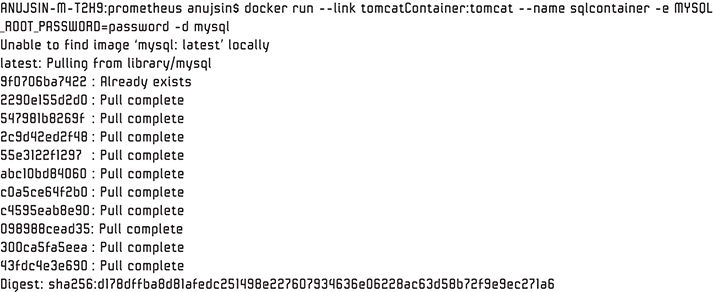 ANUJSIN-M-T2H9:prometheus anujsin$ docker run --link tomcatContainer:tomcat --name sqlcontainer -e MYSQL
_ROOT_PASSWORD=password -d mysql
Unable to find image ‘mysql: latest’ locally
latest: Pulling from library/mysql
9f0706ba7422 : Already exists
2290e155d2d0 : Pull complete
547981b8269f : Pull complete
2c9d42ed2f48 : Pull complete
55e3122f1297 : Pull complete
abc10bd84060 : Pull complete
c0a5ce64f2b0 : Pull complete
c4595eab8e90: Pull complete
098988cead35: Pull complete
300ca5fa5eea : Pull complete
43fdc4e3e690 : Pull complete
Digest: sha256:d178dffba8d81afedc251498e227607934636e06228ac63d58b72f9e9ec271a6